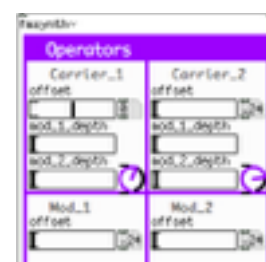 fmsynth~
Operators
Carrier_1 Carrier_2
offset offset
mod_1_depth mod_1_depth
mod_2_depth mod_2_depth
Mod_1 Mod_2
offset offset